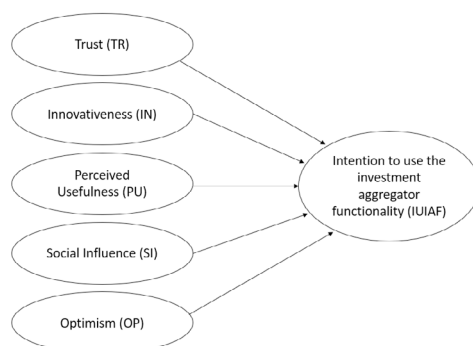 Trust (TR)
Innovativeness (IN)
Perceived
Usefulness (PU)
Social Influence (SI)
Optimism (OP)
Intention to use the
investment
aggregator
functionality (IUIAF)